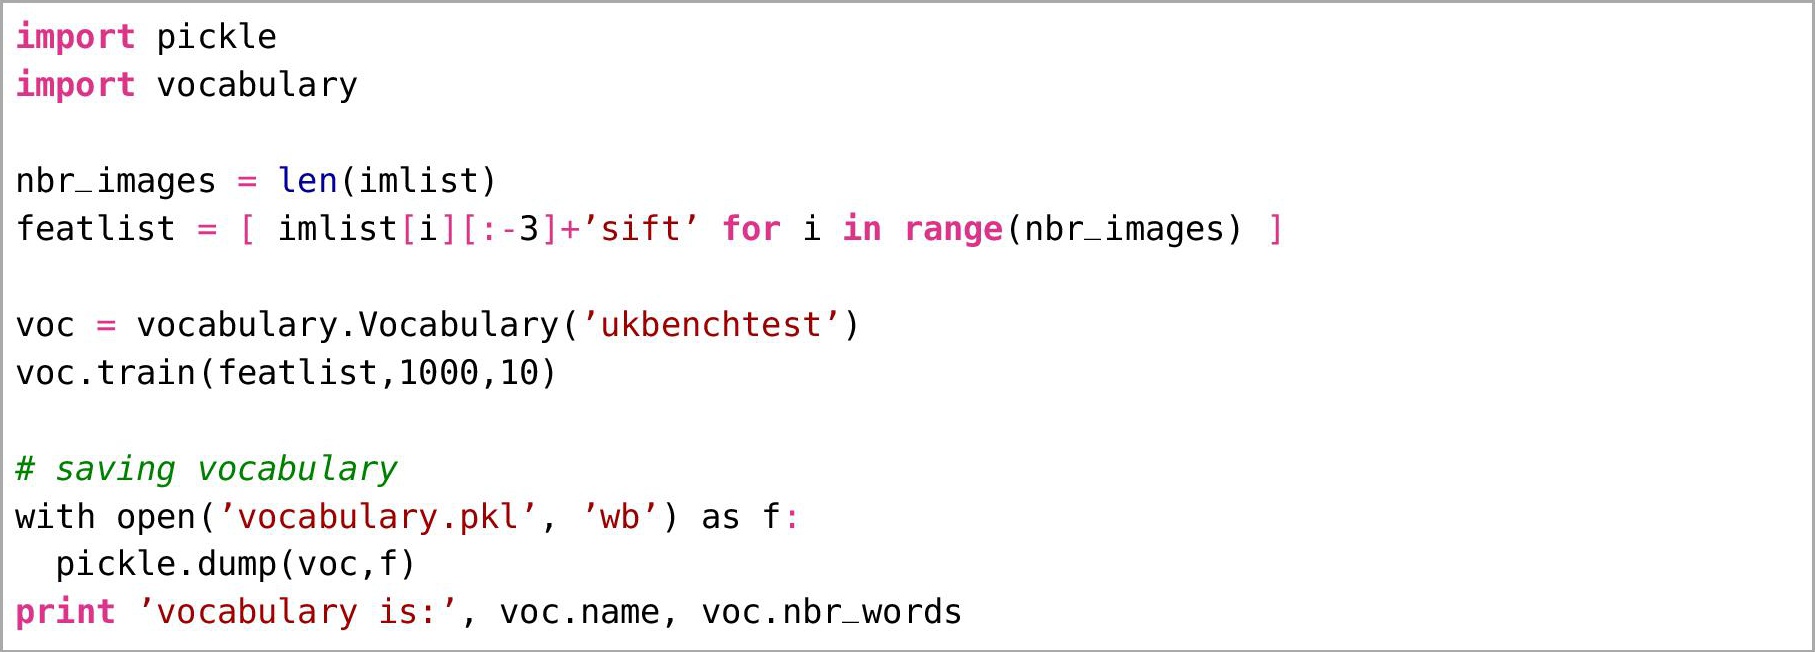 import pickle
import vocabulary
nbr_images = len(imlist)
featlist = [ imlist[i][:-3]+’sift’ for i in range(nbr_images) ]
voc = vocabulary.Vocabulary(’ukbenchtest’)
voc.train(featlist,1000,10)
# saving vocabulary
with open(’vocabulary.pkl’, ’wb’) as f:
  pickle.dump(voc,f)
print ’vocabulary is:’, voc.name, voc.nbr_words